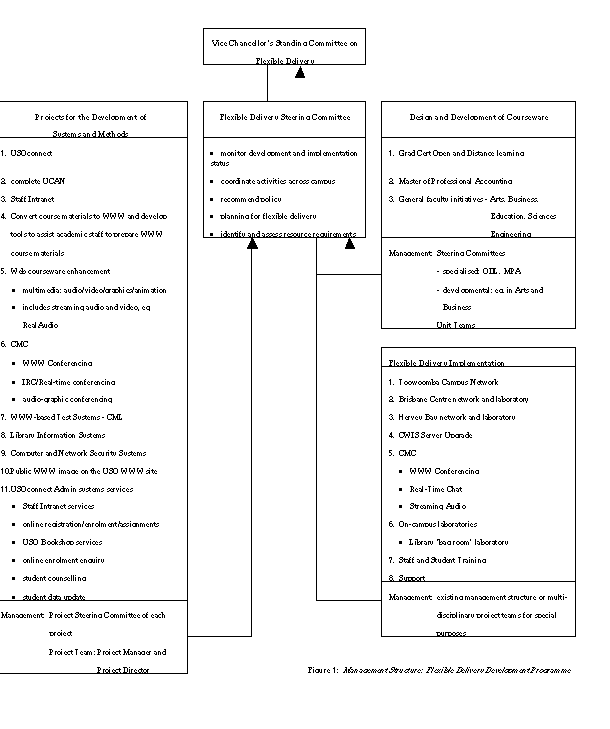 Vice Chancellor's Standing Committee on
Flexible Delivery
Projects for the Development of
Systems and Methods
1. USQconnect
2. complete UCAN
3. Staff Intranet
4. Convert course materials to WWW and develop
tools to assist academic staff to prepare WWW
course materials
5. Web courseware enhancement
• multimedia: audio/video/graphics/animation
• includes streaming audio and video, eg
RealAudio
6. CMC
• WWW Conferencing
• IRC/Real-time conferencing
• audio-graphic conferencing
7. WWW-based Test Systems - CML
8. Library Information Systems
9. Computer and Network Security Systems
10.Public WWW image on the USQ WWW site
11.USQconnect Admin systems services
• Staff Intranet services
• online registration/enrolment/assignments
• USQ Bookshop services
• online enrolment enquiry
• student counselling
• student data update
Management: Project Steering Committee of each
project
Project Team: Project Manager and
Project Director
Flexible Delivery Steering Committee
• monitor development and implementation
status
• coordinate activities across campus
• recommend policy
• planning for flexible delivery
• identify and assess resource requirements
Design and Development of Courseware
1. Grad Cert Open and Distance learning
2. Master of Professional Accounting
3. General faculty initiatives - Arts, Business,
Education, Sciences
Engineering
Management: Steering Committees
- specialised: ODL, MPA
- developmental: eg. in Arts and
Business
Unit Teams
Flexible Delivery Implementation
1. Toowoomba Campus Network
2. Brisbane Centre network and laboratory
3. Hervey Bay network and laboratory
4. CWIS Server Upgrade
5. CMC
• WWW Conferencing
• Real-Time Chat
• Streaming Audio
6. On-campus laboratories
• Library "bag room" laboratory
7. Staff and Student Training
8. Support
Management: existing management structure or multi-
disciplinary project teams for special
purposes
Figure 1: Management Structure: Flexible Delivery Development Programme